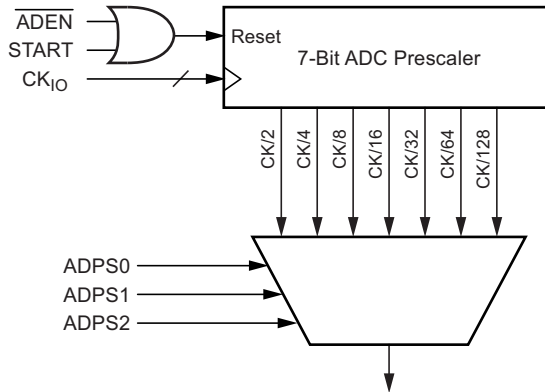 ADEN
START
CK_IO
Reset
7-Bit ADC Prescaler
CK/2
CK/4
CK/8
CK/16
CK/32
CK/64
CK/128
ADPS0
ADPS1
ADPS2